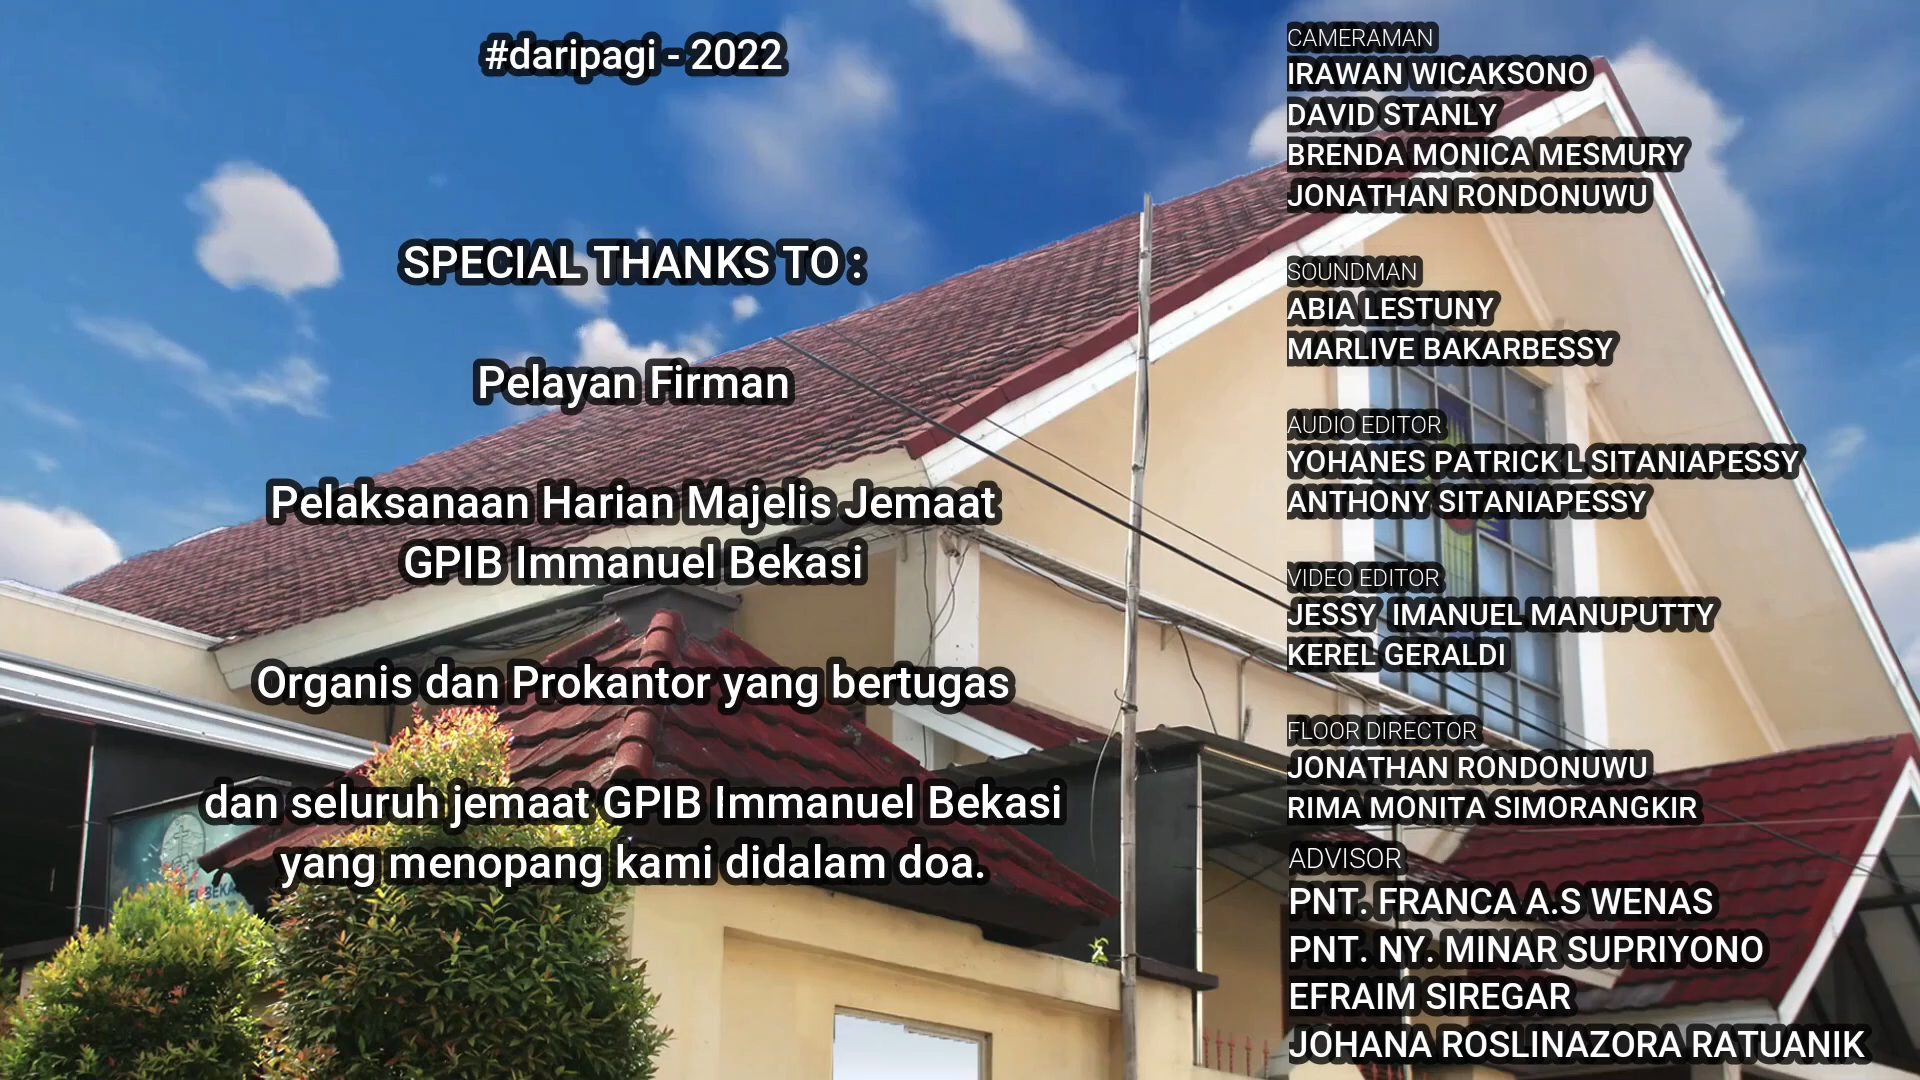 #daripagi - 2022
SPECIAL THANKS TO :
Pelayan Firman
Pelaksanaan Harian Majelis Jemaat
GPIB Immanuel Bekasi
Organis dan Prokantor yang bertugas
dan seluruh jemaat GPIB Immanuel Bekasi
yang menopang kami didalam doa.
CAMERAMAN
IRAWAN WICAKSONO
DAVID STANLY
BRENDA MONICA MESMURY
JONATHAN RONDONUWU
SOUNDMAN
ABIA LESTUNY
MARLIVE BAKARBESSY
AUDIO EDITOR
YOHANES PATRICK L SITANIAPESSY
ANTHONY SITANIAPESSY
VIDEO EDITOR
JESSY IMANUEL MANUPUTTY
KEREL GERALDI
FLOOR DIRECTOR
JONATHAN RONDONUWU
RIMA MONITA SIMORANGKIR
ADVISOR
PNT. FRANCA A.S WENAS
PNT. NY. MINAR SUPRIYONO
EFRAIM SIREGAR
JOHANA ROSLINAZORA RATUANIK